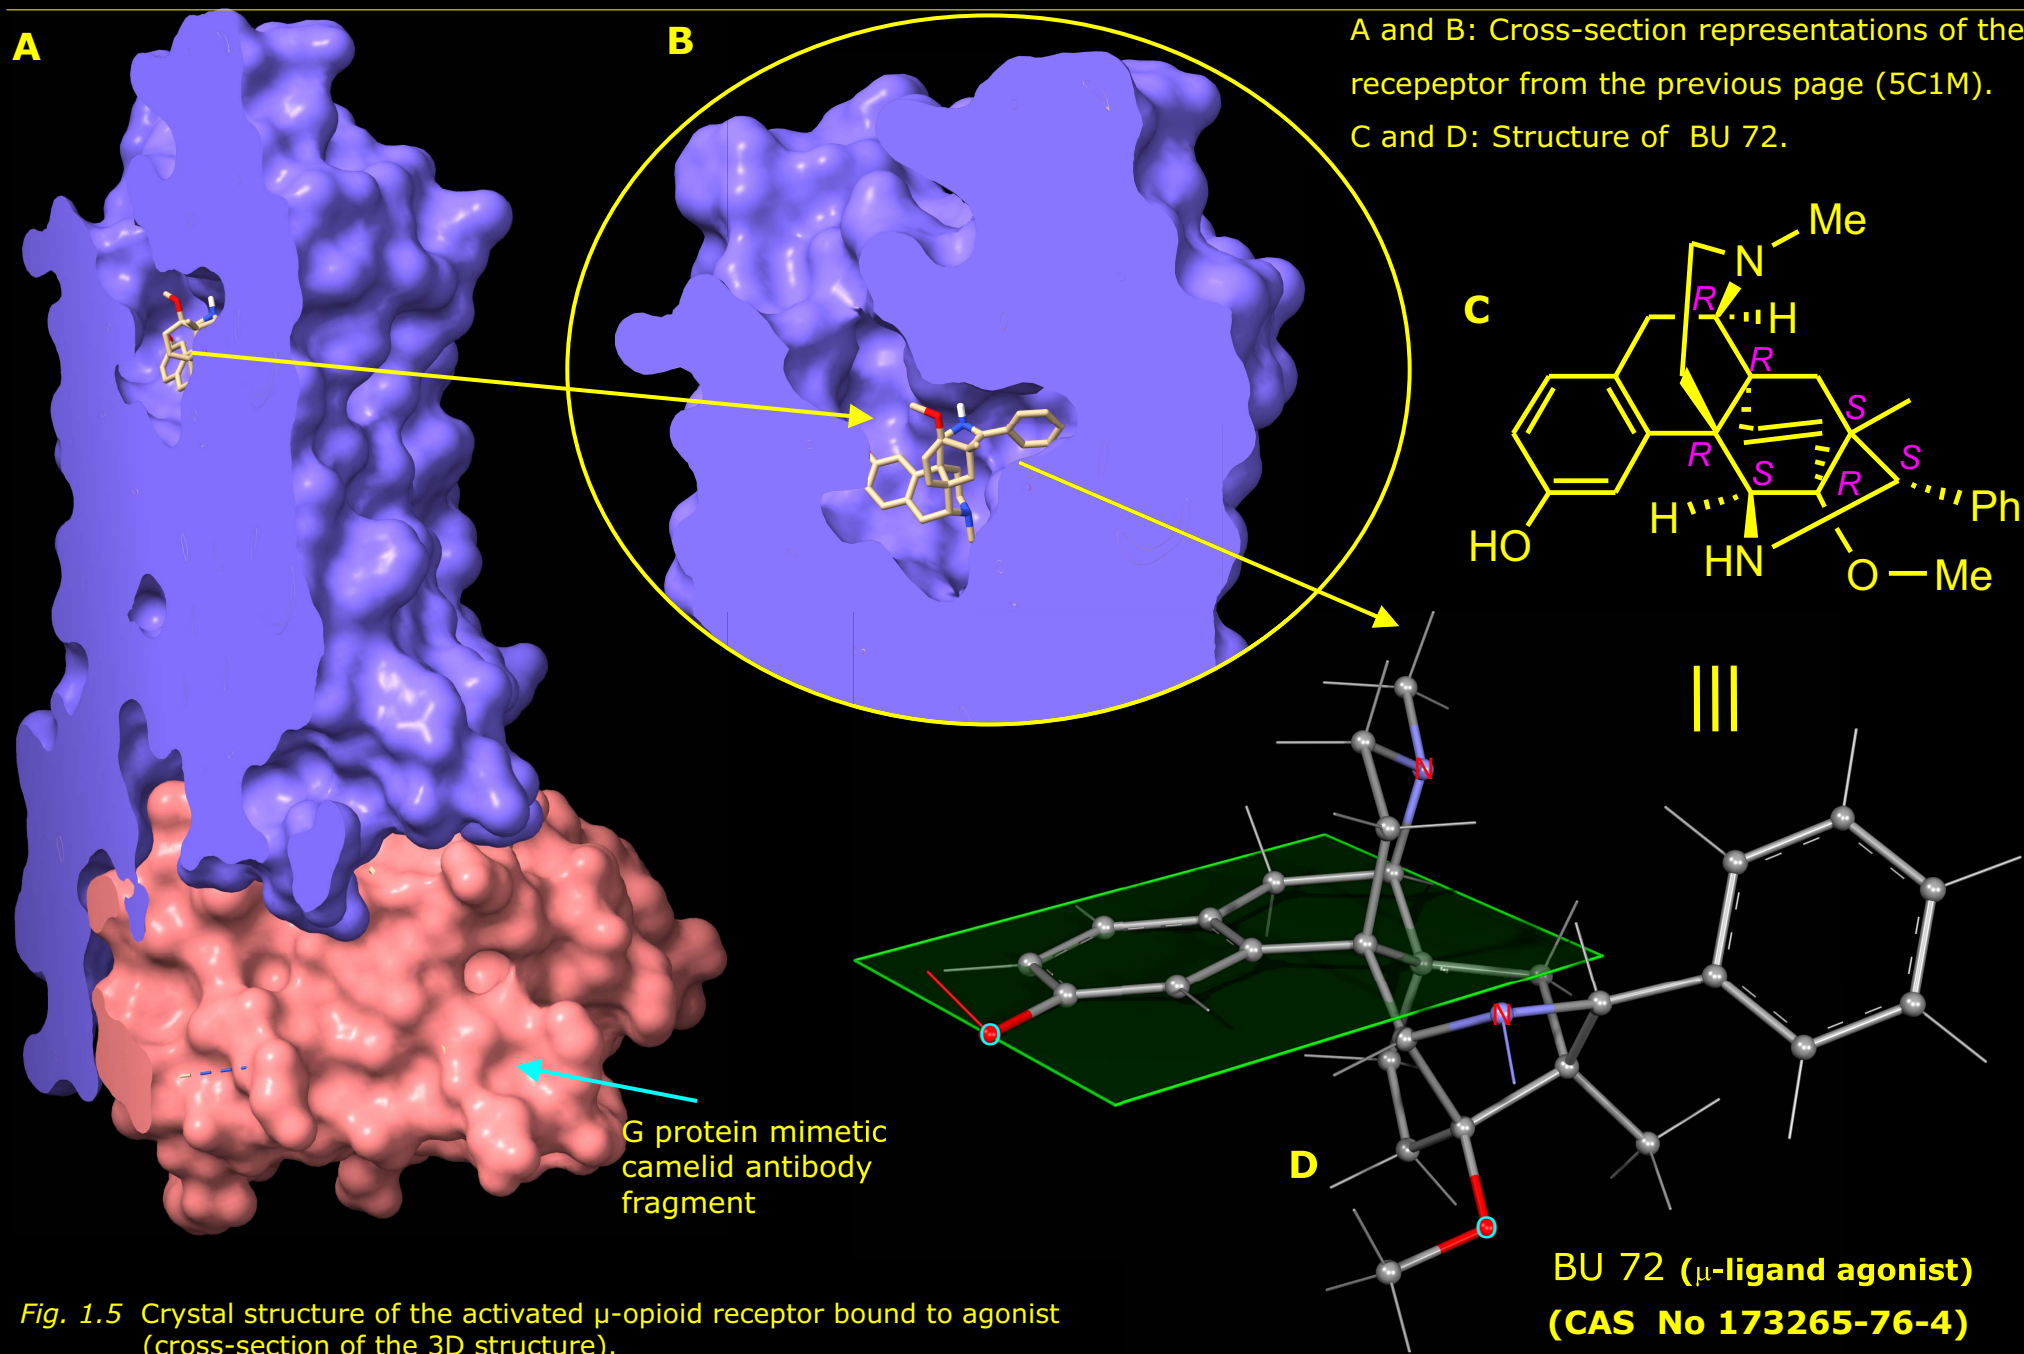 A
B
A and B: Cross-section representations of the
recepeptor from the previous page (5C1M).
C and D: Structure of BU 72.
C
Me
N
R
H
R
S
R
S
R
S
H
HN
HO
O
Me
Ph
N
N
O
O
D
G protein mimetic
camelid antibody
fragment
BU 72 (μ-ligand agonist)
(CAS No 173265-76-4)
Fig. 1.5 Crystal structure of the activated μ-opioid receptor bound to agonist
(cross-section of the 3D structure).